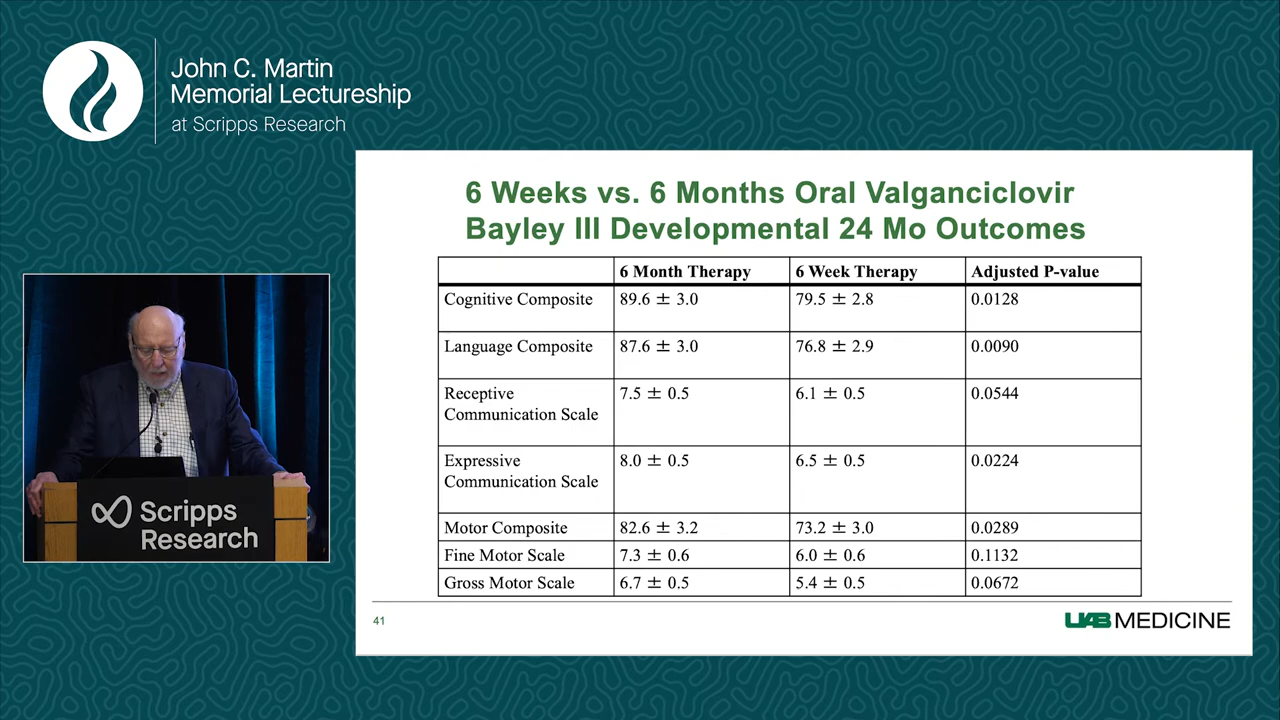 John C. Martin
Memorial Lectureship
at Scripps Research
6 Weeks vs. 6 Months Oral Valganciclovir
Bayley III Developmental 24 Mo Outcomes
6 Month Therapy 6 Week Therapy Adjusted P-value
Cognitive Composite 89.6 ± 3.0 79.5 ± 2.8 0.0128
Language Composite 87.6 ± 3.0 76.8 ± 2.9 0.0090
Receptive 7.5 ± 0.5 6.1 ± 0.5 0.0544
Communication Scale
Expressive 8.0 ± 0.5 6.5 ± 0.5 0.0224
Communication Scale
Motor Composite 82.6 ± 3.2 73.2 ± 3.0 0.0289
Fine Motor Scale 7.3 ± 0.6 6.0 ± 0.6 0.1132
Gross Motor Scale 6.7 ± 0.5 5.4 ± 0.5 0.0672
41
UAB MEDICINE
Scripps
Research